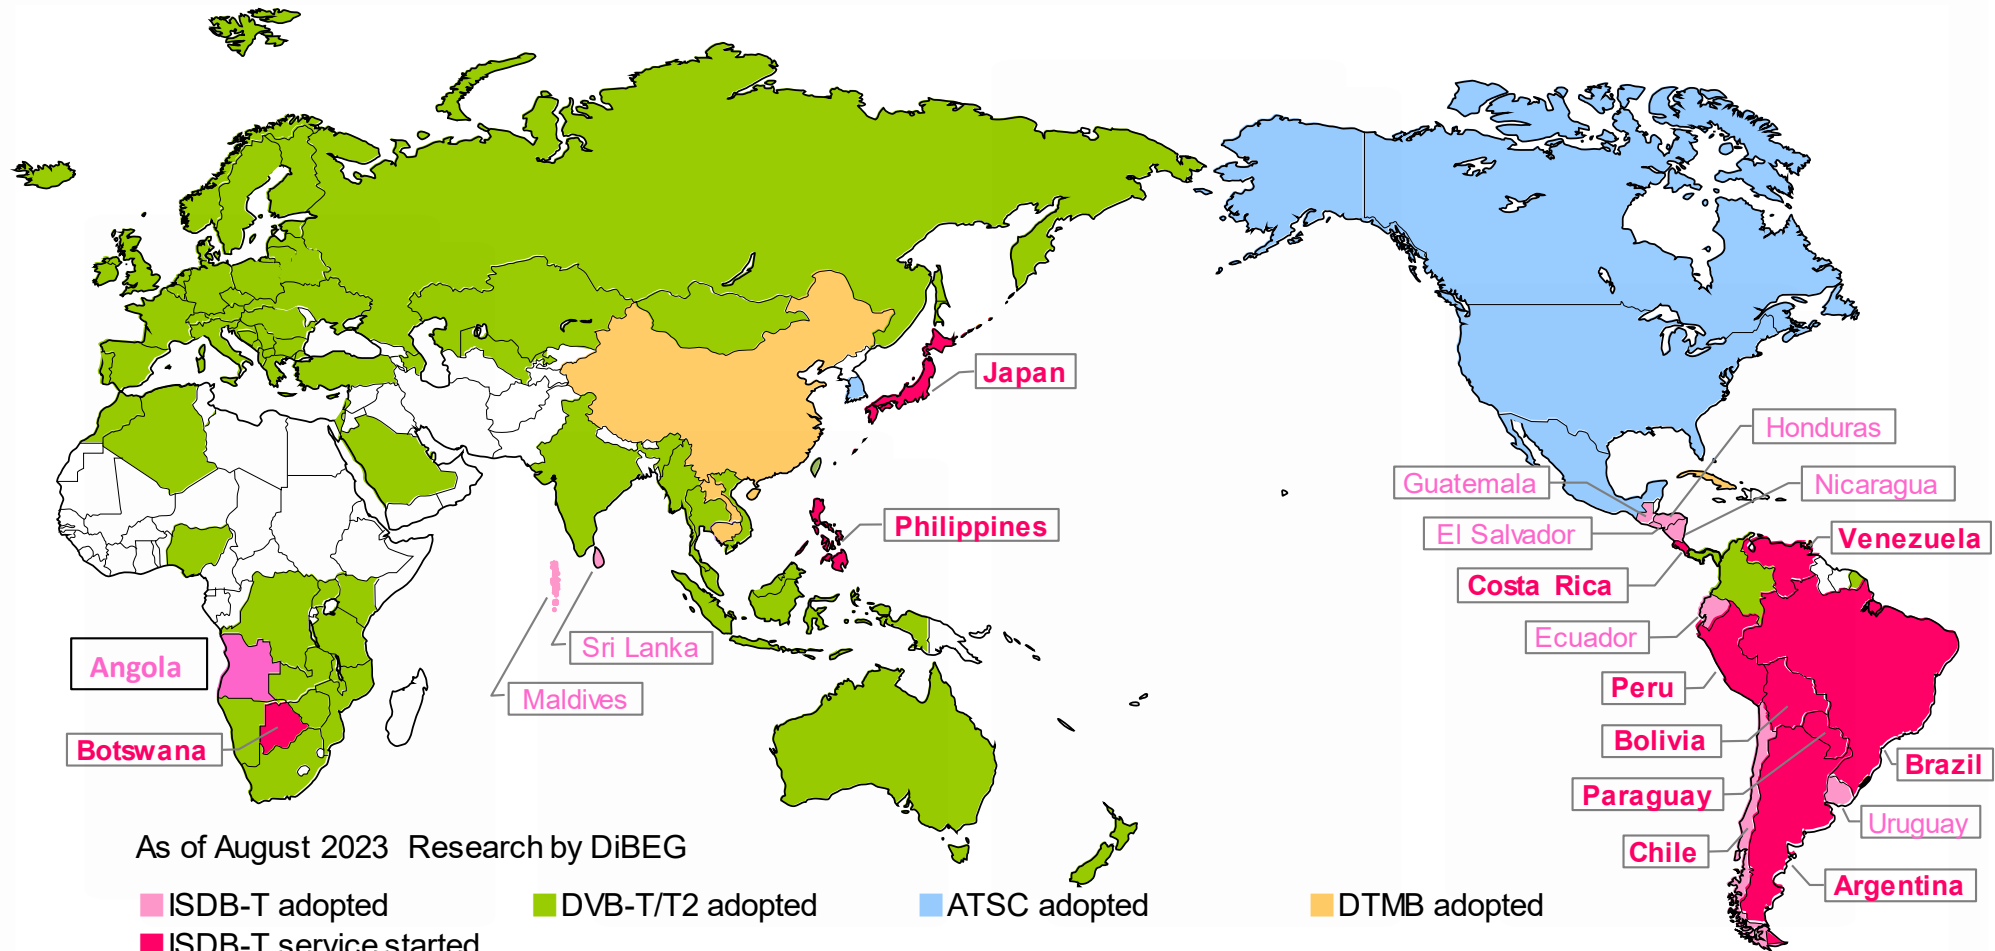 Japan
Honduras
Guatemala
Nicaragua
El Salvador
Philippines
Venezuela
Costa Rica
Ecuador
Sri Lanka
Angola
Peru
Maldives
Bolivia
Botswana
Brazil
Paraguay
Uruguay
Chile
Argentina
As of August 2023 Research by DiBEG
ISDB-T adopted
DVB-T/T2 adopted
ATSC adopted
DTMB adopted
ISDB-T service started